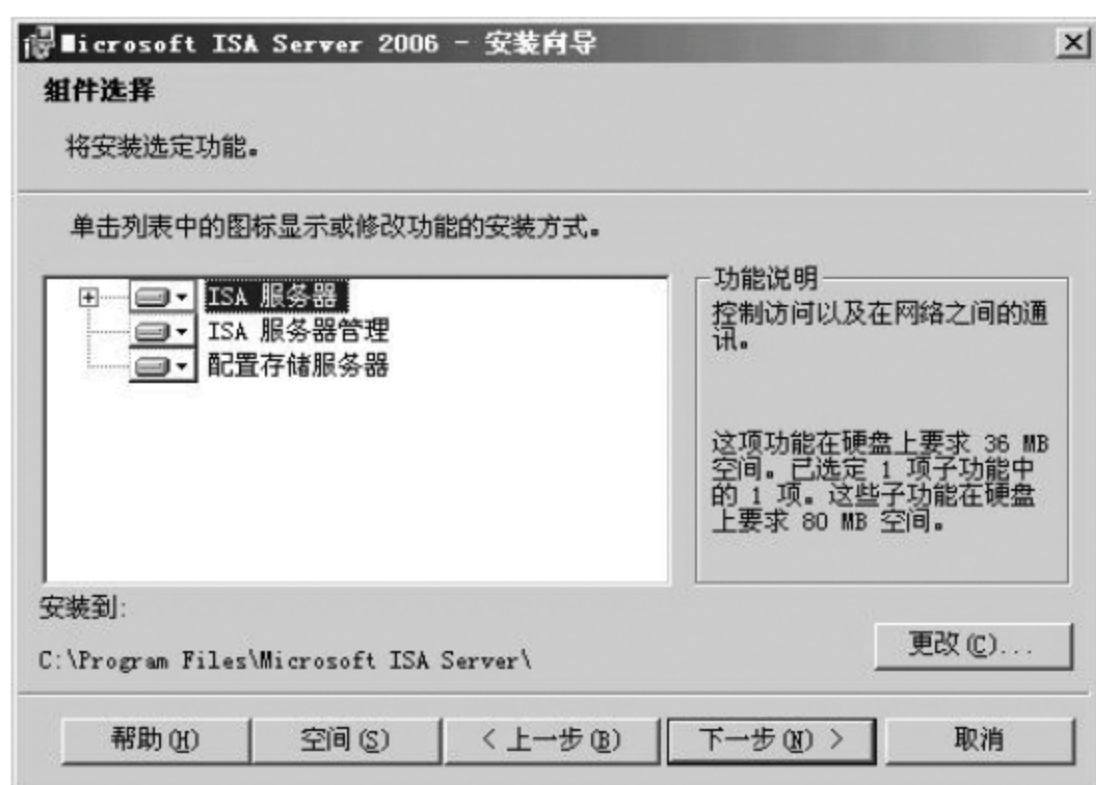 Microsoft ISA Server 2006 - 安装向导
组件选择
将安装选定功能。
单击列表中的图标显示或修改功能的安装方式。
ISA 服务器
ISA 服务器管理
配置存储服务器
功能说明
控制访问以及在网络之间的通
讯。
这项功能在硬盘上要求 36 MB
空间。已选定 1 项子功能中
的 1 项。这些子功能在硬盘
上要求 80 MB 空间。
安装到:
C:\Program Files\Microsoft ISA Server\
更改(C)...
帮助(H)
空间(S)
< 上一步(B)
下一步(N) >
取消